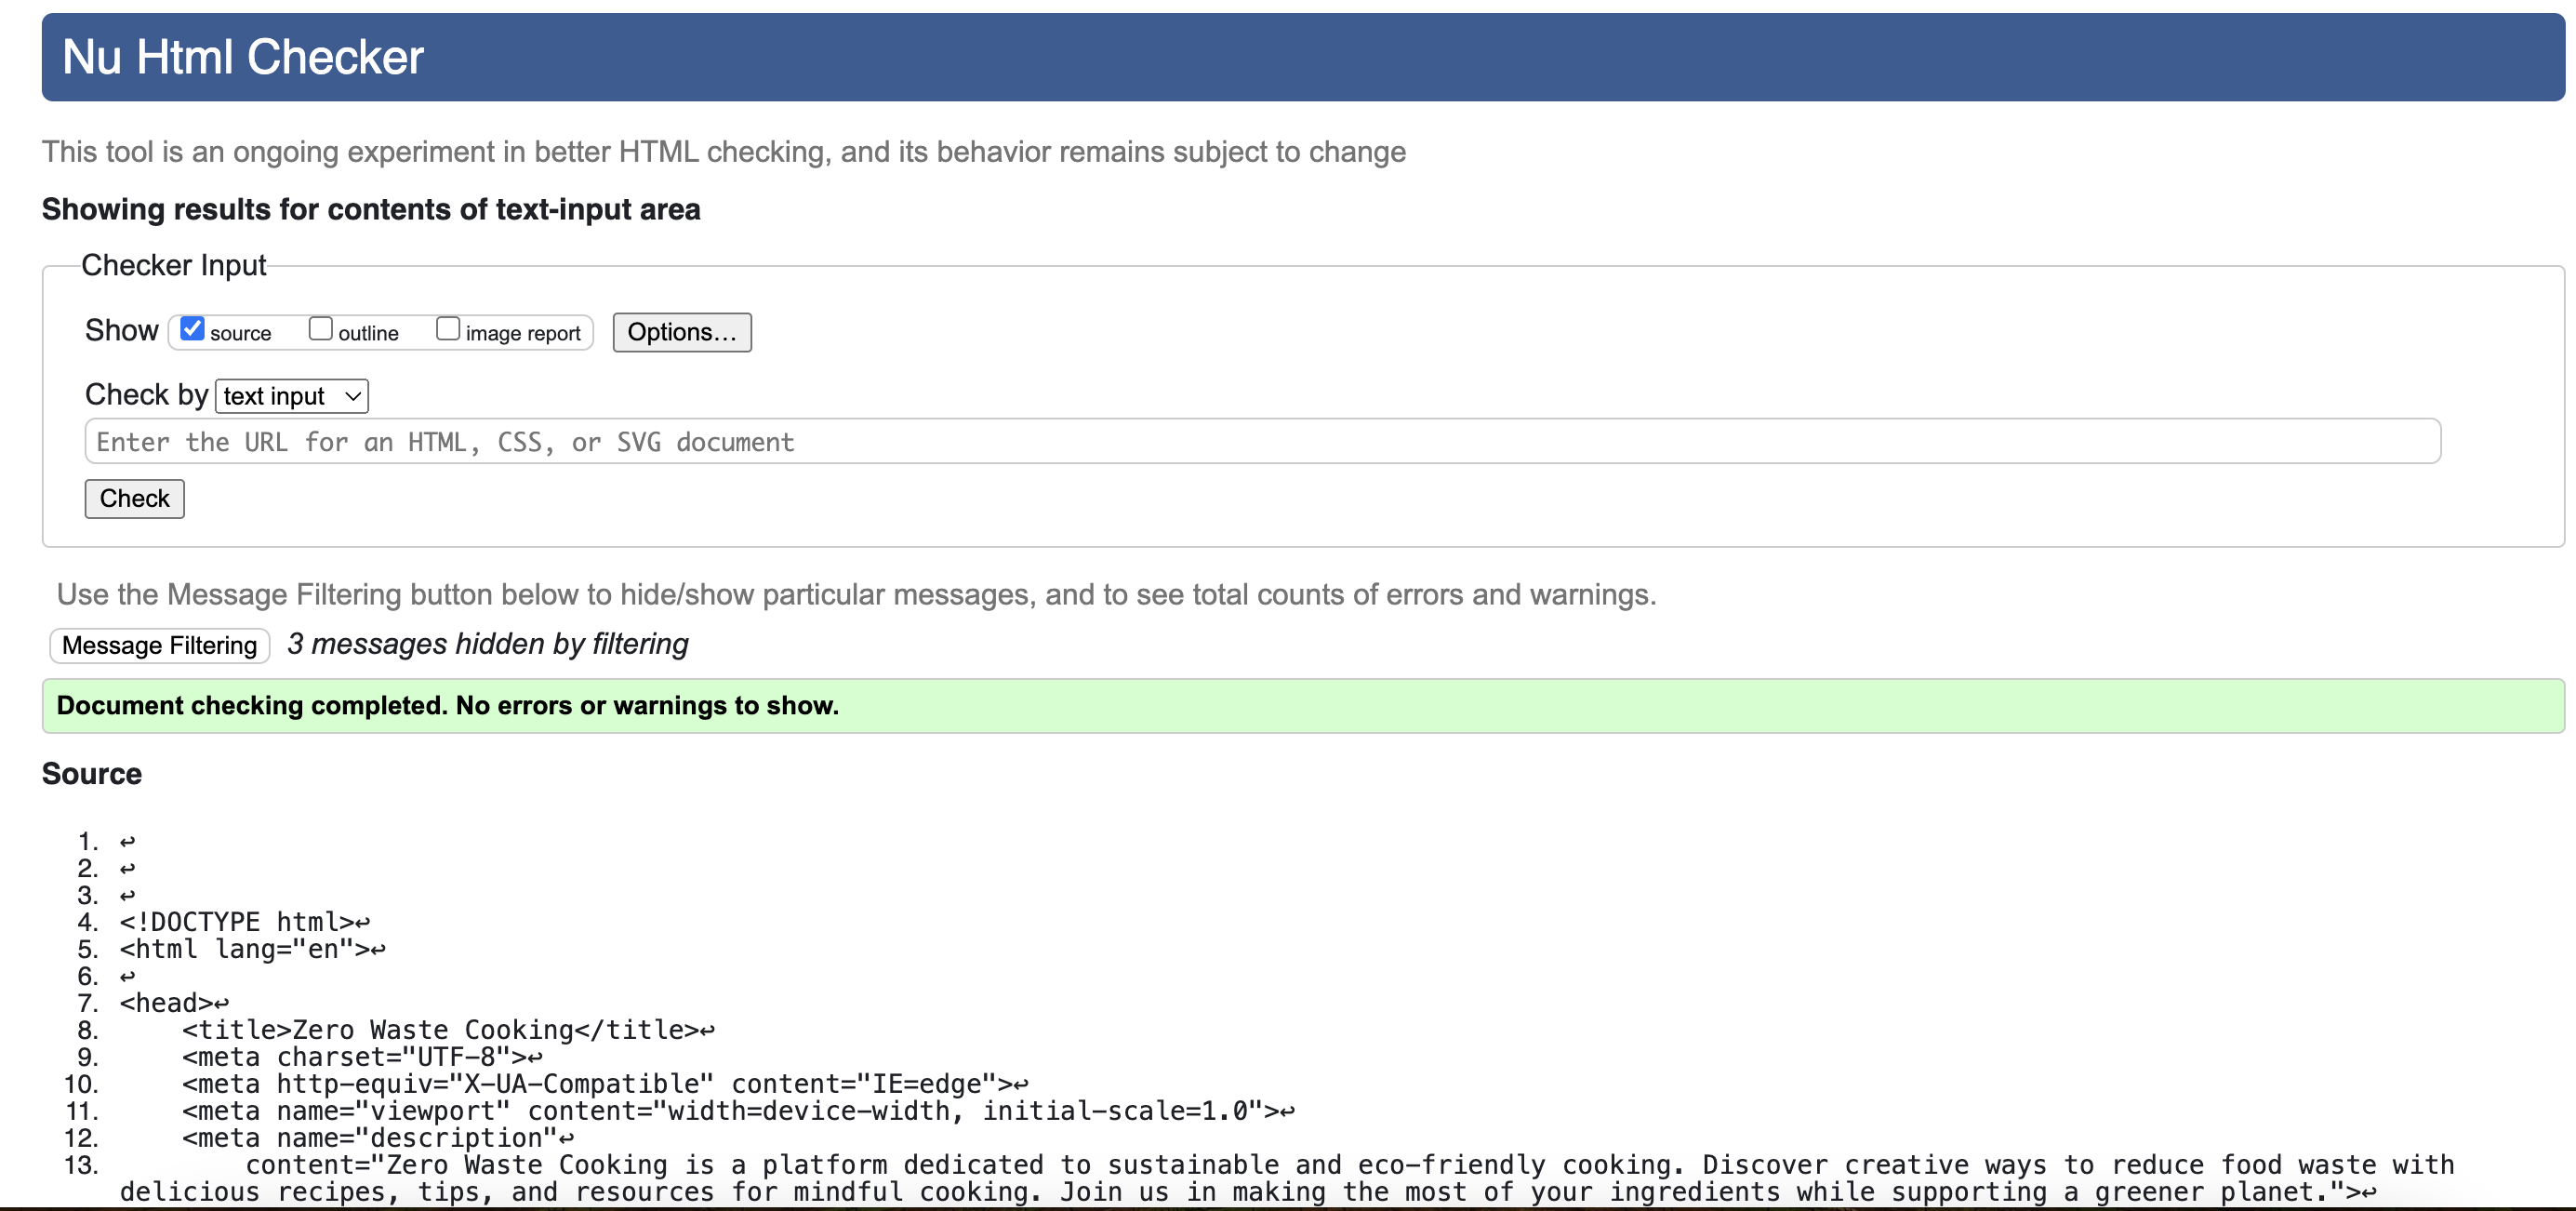 Nu Html Checker
This tool is an ongoing experiment in better HTML checking, and its behavior remains subject to change
Showing results for contents of text-input area
Checker Input
Show source outline image report Options...
Check by text input
Enter the URL for an HTML, CSS, or SVG document
Check
Use the Message Filtering button below to hide/show particular messages, and to see total counts of errors and warnings.
Message Filtering 3 messages hidden by filtering
Document checking completed. No errors or warnings to show.
Source
1. ↩
2. ↩
3. ↩
4. <!DOCTYPE html>↩
5. <html lang="en">↩
6. ↩
7. <head>↩
8. <title>Zero Waste Cooking</title>↩
9. <meta charset="UTF-8">↩
10. <meta http-equiv="X-UA-Compatible" content="IE=edge">↩
11. <meta name="viewport" content="width=device-width, initial-scale=1.0">↩
12. <meta name="description"↩
13. content="Zero Waste Cooking is a platform dedicated to sustainable and eco-friendly cooking. Discover creative ways to reduce food waste with
delicious recipes, tips, and resources for mindful cooking. Join us in making the most of your ingredients while supporting a greener planet.">↩